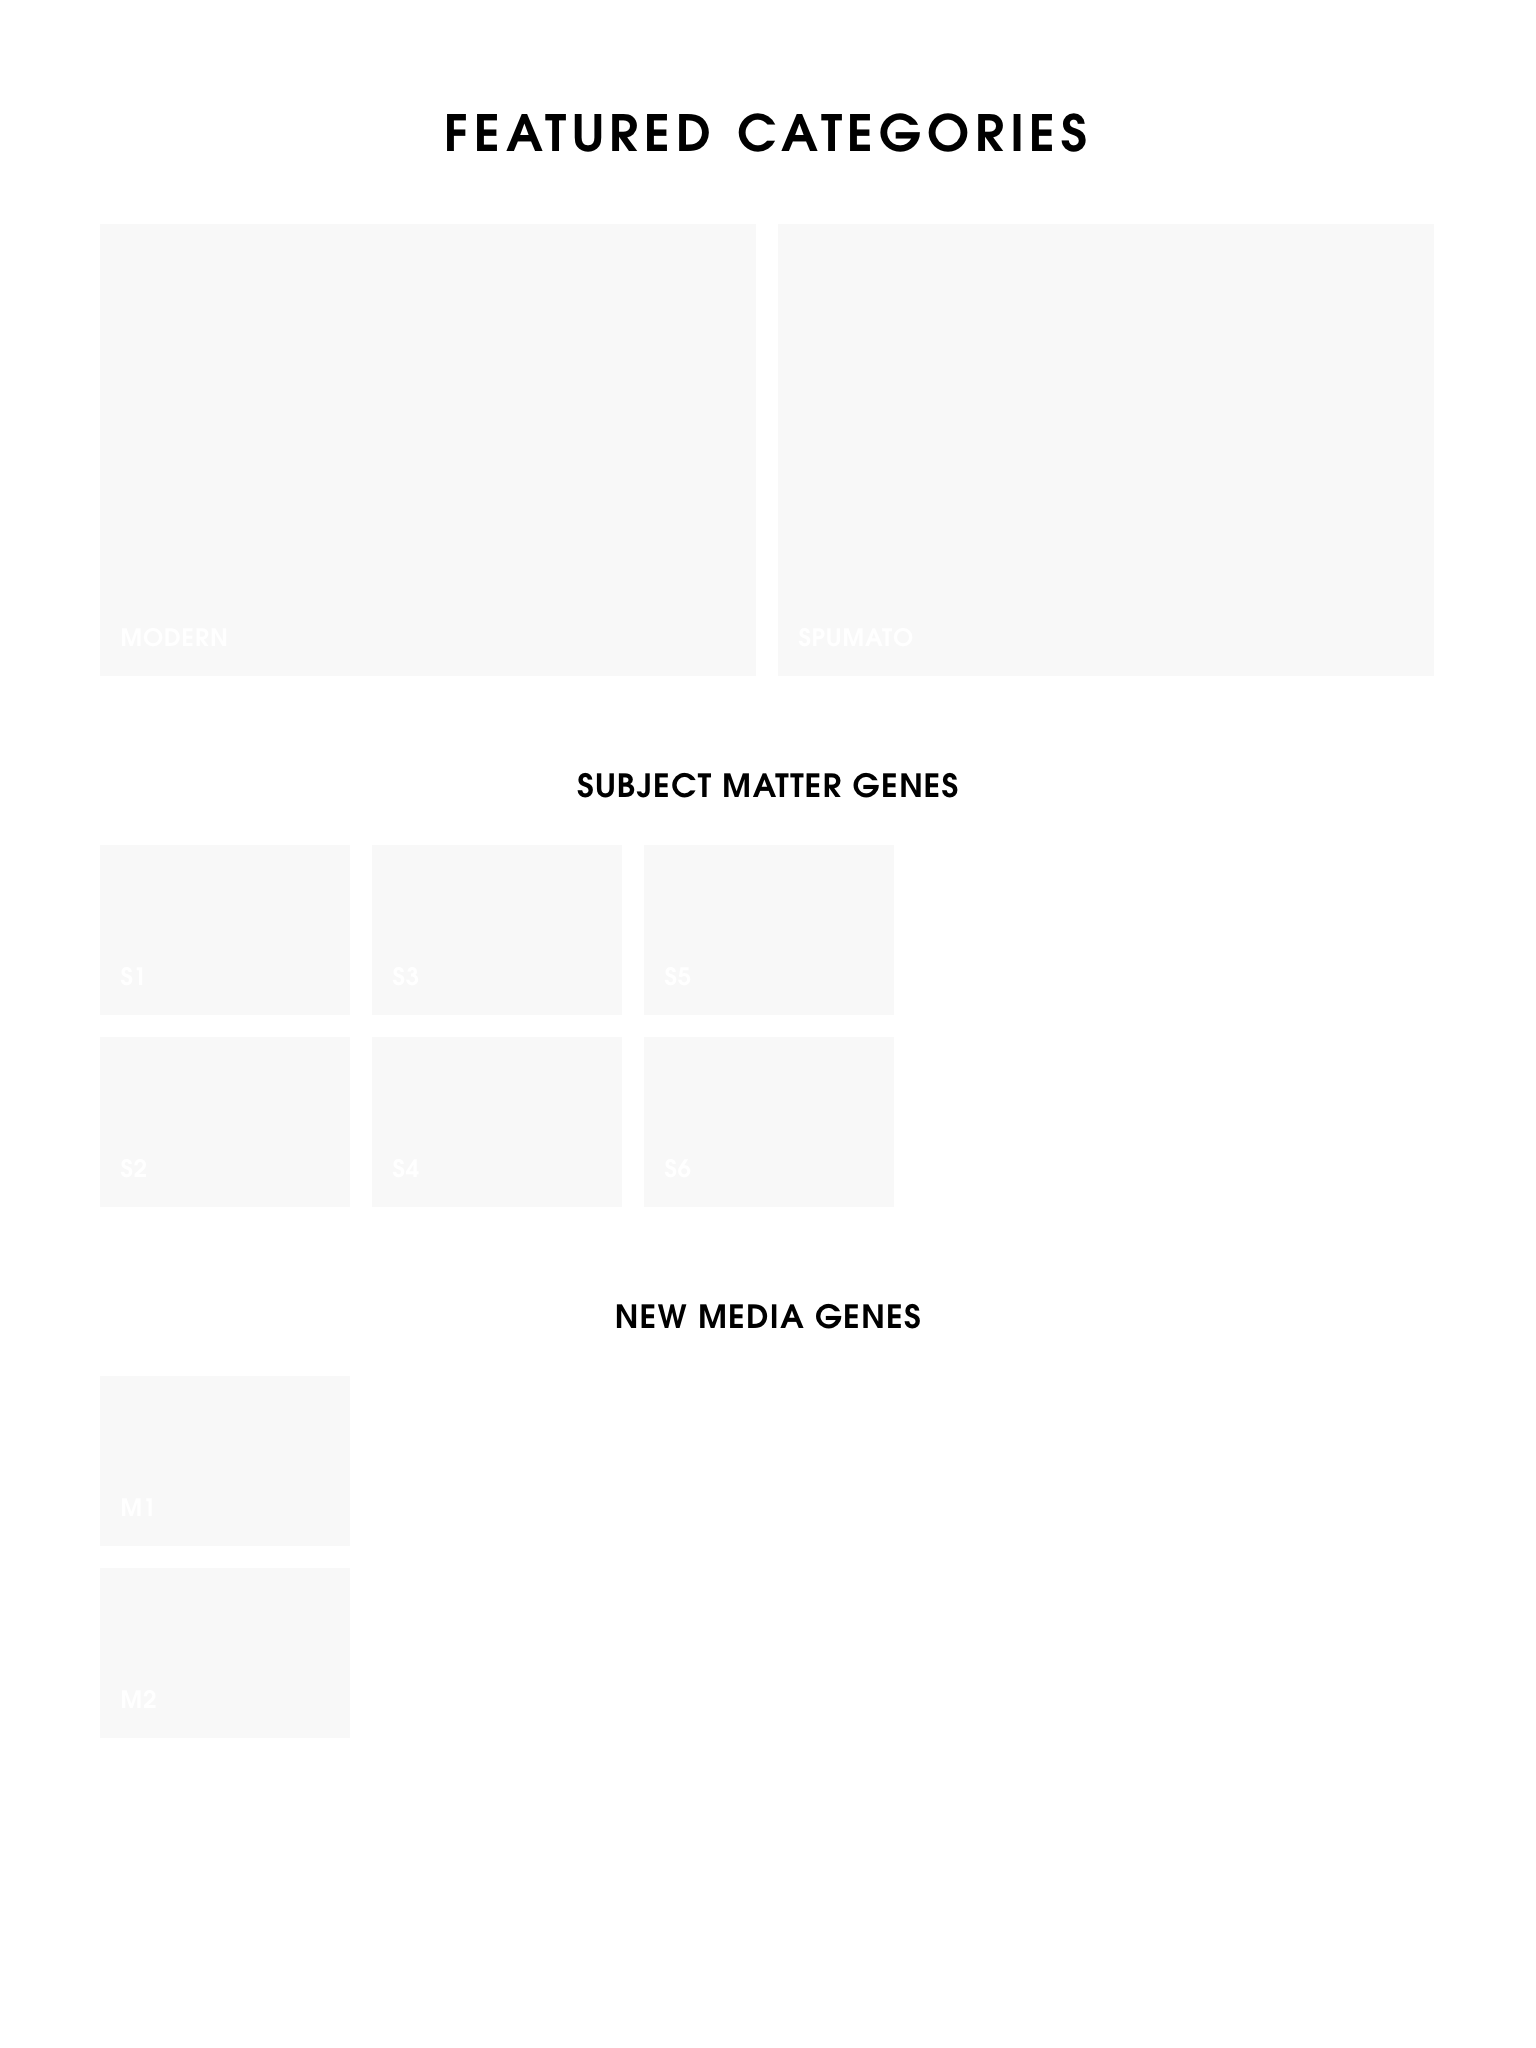 FEATURED CATEGORIES
MODERN
SPUMATO
SUBJECT MATTER GENES
S1
S3
S5
S2
S4
S6
NEW MEDIA GENES
M1
M2